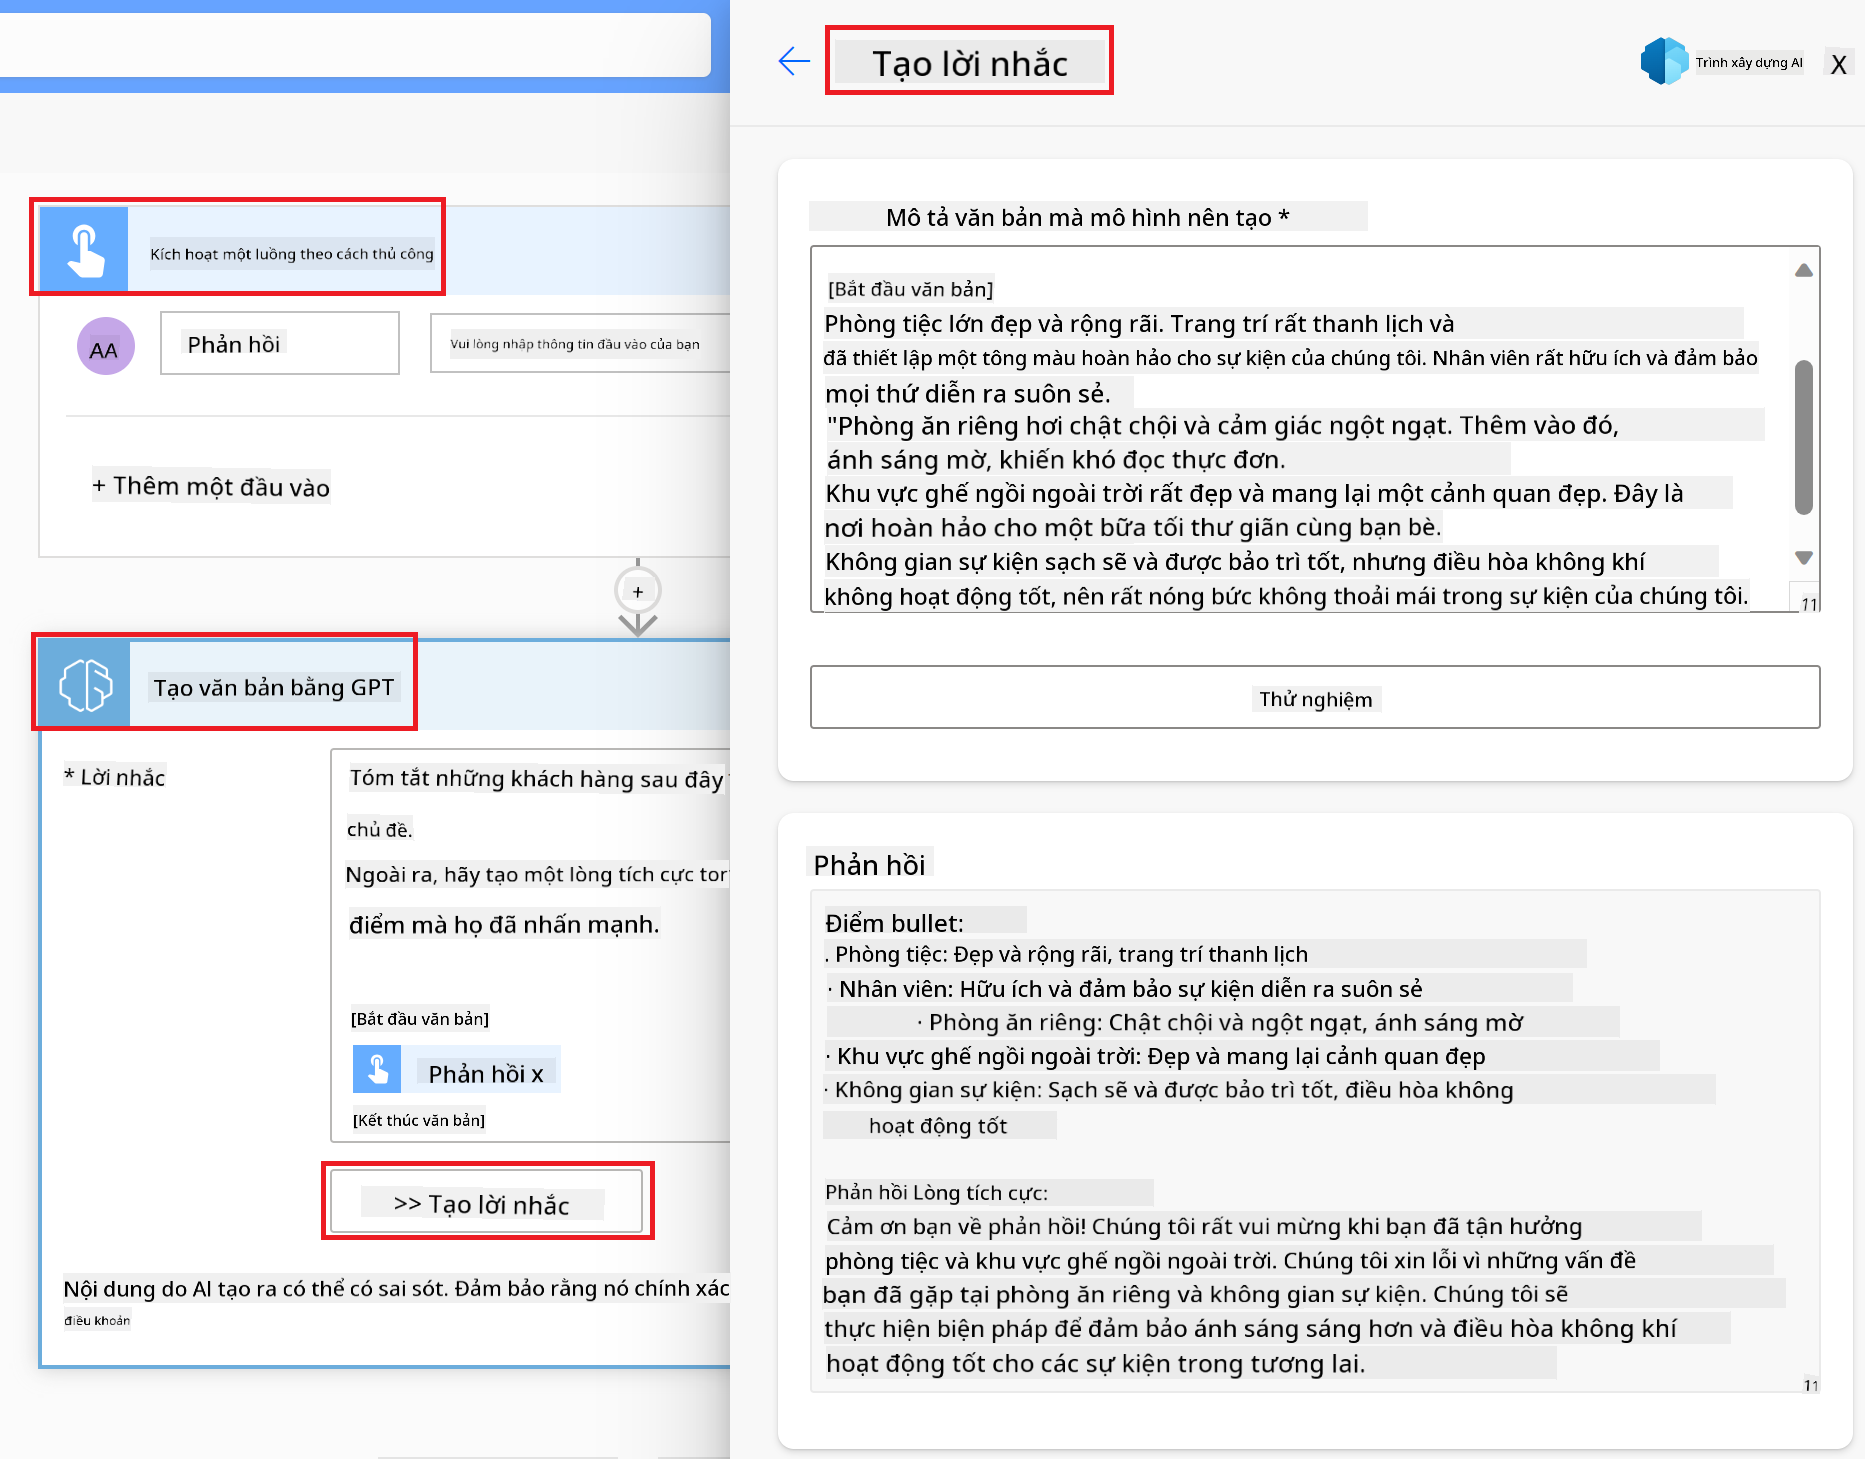 Tạo lời nhắc
Trình xây dựng AI
X
Kích hoạt một luồng theo cách thủ công
AA
Phản hồi
Vui lòng nhập thông tin đầu vào của bạn
+ Thêm một đầu vào
+
Tạo văn bản bằng GPT
* Lời nhắc
Tóm tắt những khách hàng sau đây
chủ đề.
Ngoài ra, hãy tạo một lòng tích cực
điểm mà họ đã nhấn mạnh.
[Bắt đầu văn bản]
Phản hồi x
[Kết thúc văn bản]
>> Tạo lời nhắc
Nội dung do AI tạo ra có thể có sai sót. Đảm bảo rằng nó chính xác
điều khoản
Mô tả văn bản mà mô hình nên tạo *
[Bắt đầu văn bản]
Phòng tiệc lớn đẹp và rộng rãi. Trang trí rất thanh lịch và
đã thiết lập một tông màu hoàn hảo cho sự kiện của chúng tôi. Nhân viên rất hữu ích và đảm bảo
mọi thứ diễn ra suôn sẻ.
"Phòng ăn riêng hơi chật chội và cảm giác ngột ngạt. Thêm vào đó,
ánh sáng mờ, khiến khó đọc thực đơn.
Khu vực ghế ngồi ngoài trời rất đẹp và mang lại một cảnh quan đẹp. Đây là
nơi hoàn hảo cho một bữa tối thư giãn cùng bạn bè.
Không gian sự kiện sạch sẽ và được bảo trì tốt, nhưng điều hòa không khí
không hoạt động tốt, nên rất nóng bức không thoải mái trong sự kiện của chúng tôi.
11
Thử nghiệm
Phản hồi
Điểm bullet:
. Phòng tiệc: Đẹp và rộng rãi, trang trí thanh lịch
· Nhân viên: Hữu ích và đảm bảo sự kiện diễn ra suôn sẻ
· Phòng ăn riêng: Chật chội và ngột ngạt, ánh sáng mờ
· Khu vực ghế ngồi ngoài trời: Đẹp và mang lại cảnh quan đẹp
· Không gian sự kiện: Sạch sẽ và được bảo trì tốt, điều hòa không
hoạt động tốt
Phản hồi Lòng tích cực:
Cảm ơn bạn về phản hồi! Chúng tôi rất vui mừng khi bạn đã tận hưởng
phòng tiệc và khu vực ghế ngồi ngoài trời. Chúng tôi xin lỗi vì những vấn đề
bạn đã gặp tại phòng ăn riêng và không gian sự kiện. Chúng tôi sẽ
thực hiện biện pháp để đảm bảo ánh sáng sáng hơn và điều hòa không khí
hoạt động tốt cho các sự kiện trong tương lai.
11